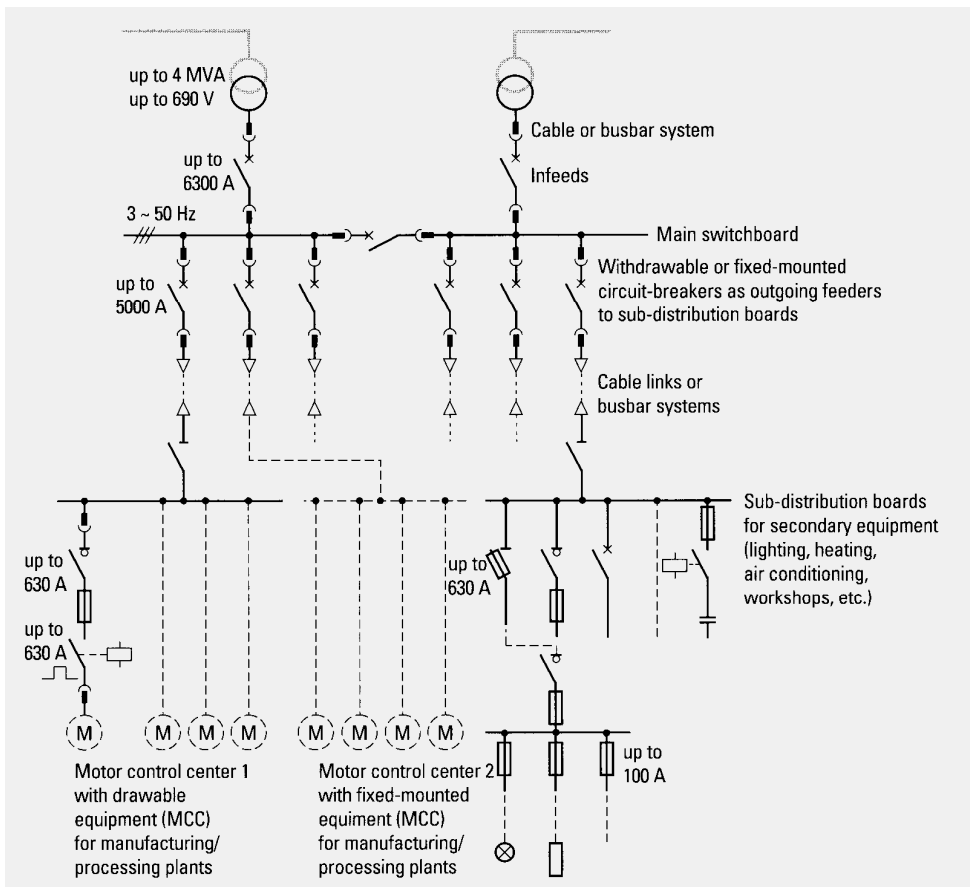 up to 4 MVA
up to 690 V
Cable or busbar system
up to
6300 A
Infeeds
3 ~ 50 Hz
Main switchboard
up to
5000 A
Withdrawable or fixed-mounted
circuit-breakers as outgoing feeders
to sub-distribution boards
Cable links or
busbar systems
Sub-distribution boards
for secondary equipment
(lighting, heating,
air conditioning,
workshops, etc.)
up to
630 A
up to
630 A
up to
630 A
M
M
M
M
M
M
M
M
up to
100 A
Motor control center 1
with drawable
equipment (MCC)
for manufacturing/
processing plants
Motor control center 2
with fixed-mounted
equiment (MCC)
for manufacturing/
processing plants